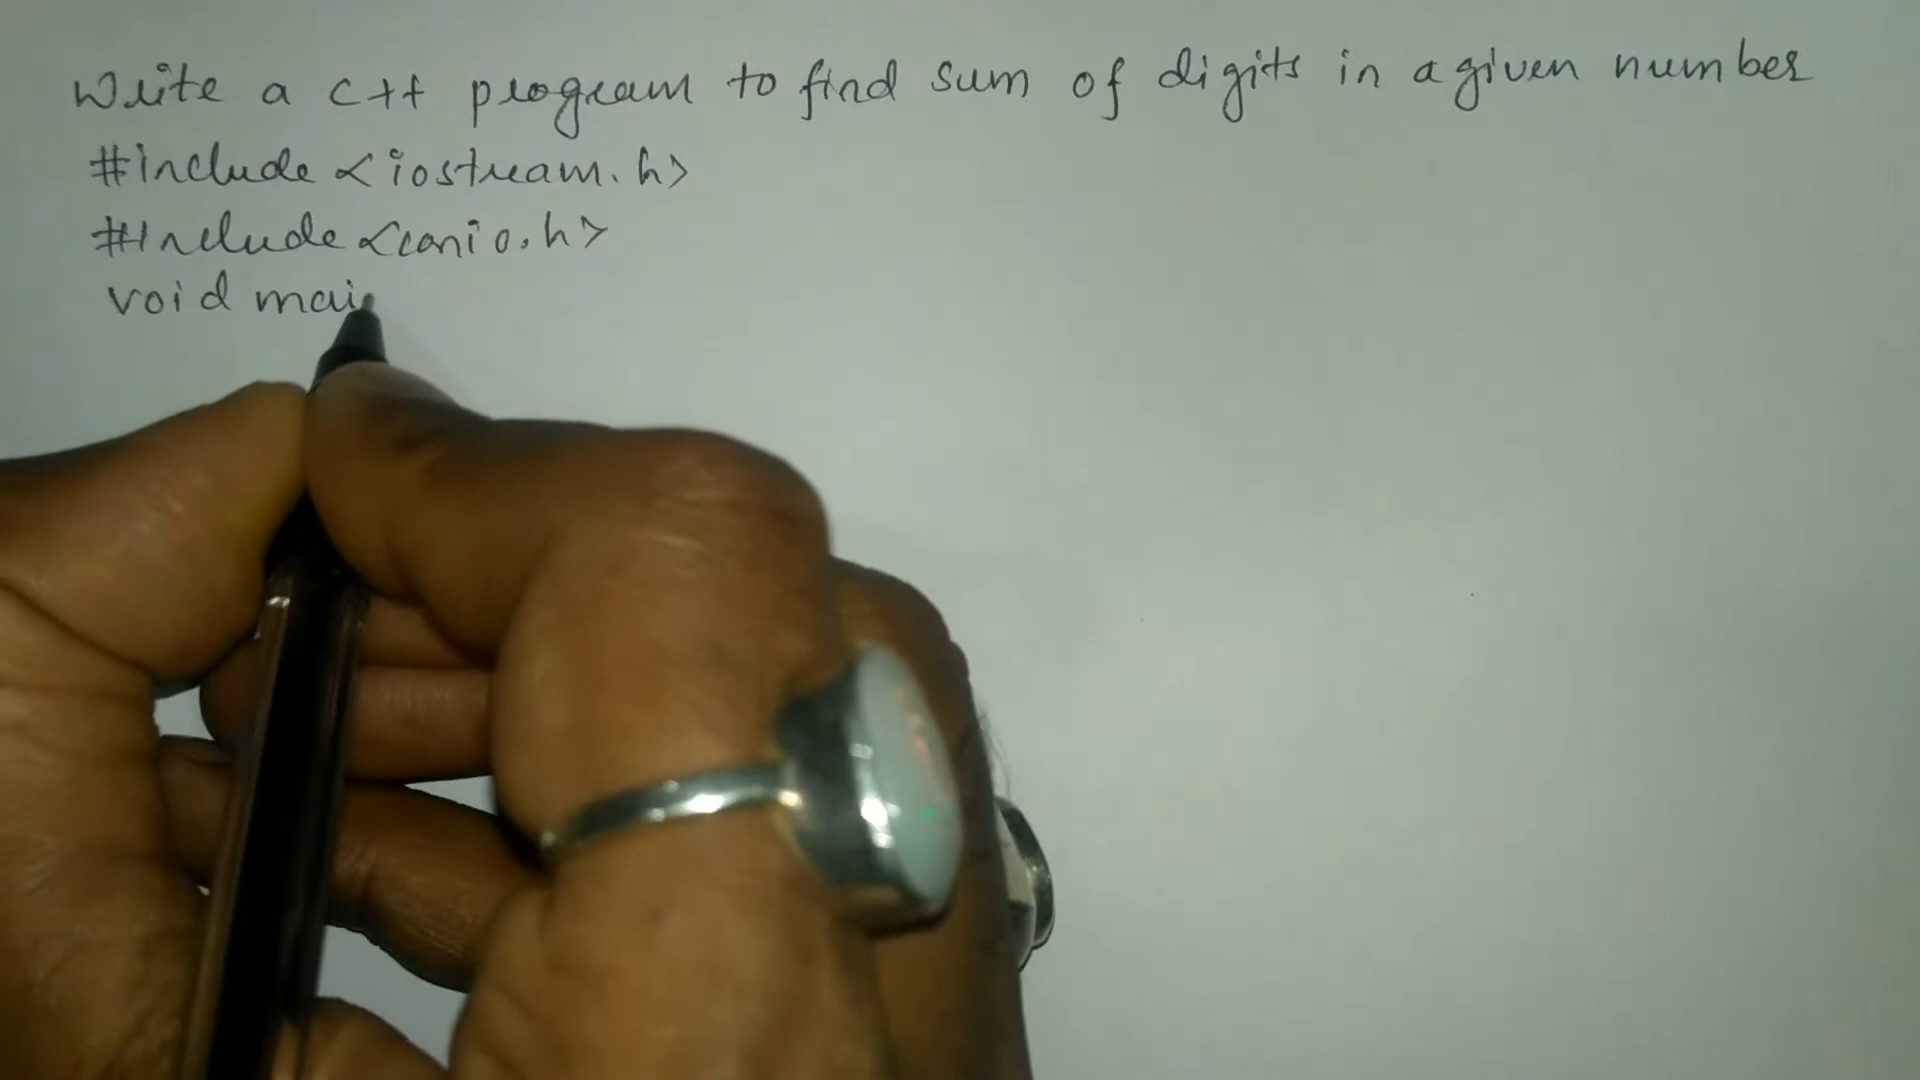 Write a c++ program to find sum of digits in a given number
#include <iostream.h>
#Include <conio.h>
void mai